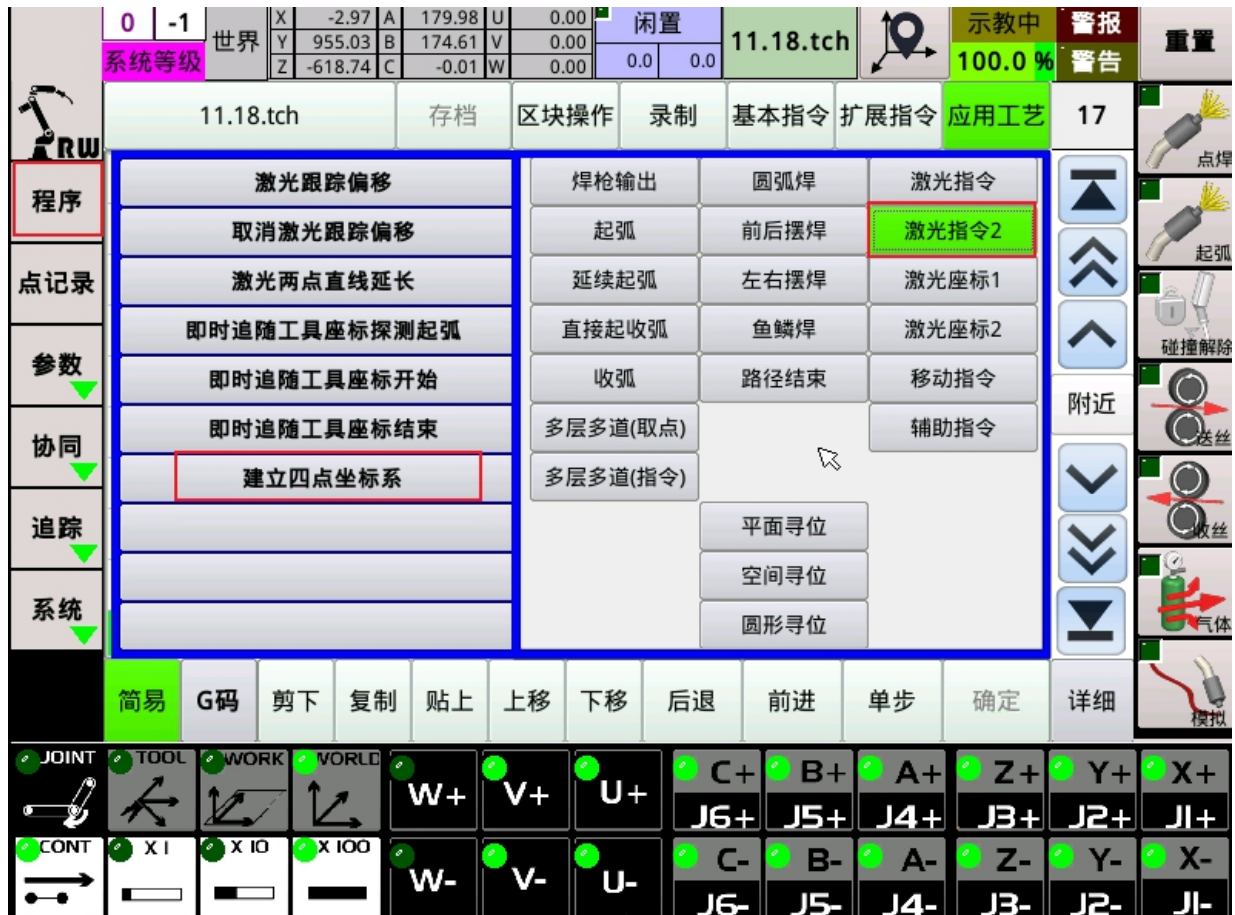 0 -1 世界 X -2.97 A 179.98 U 0.00 闲置 11.18.tch 示教中 警报 重置
Y 955.03 B 174.61 V 0.00
系统等级 Z -618.74 C -0.01 W 0.00 0.0 0.0 100.0 % 警告
RW 11.18.tch 存档 区块操作 录制 基本指令 扩展指令 应用工艺 17 点焊
程序 激光跟踪偏移 焊枪输出 圆弧焊 激光指令
取消激光跟踪偏移 起弧 前后摆焊 激光指令2 起弧
点记录 激光两点直线延长 延续起弧 左右摆焊 激光座标1
即时追随工具座标探测起弧 直接起收弧 鱼鳞焊 激光座标2 碰撞解除
参数 即时追随工具座标开始 收弧 路径结束 移动指令 附近
协同 即时追随工具座标结束 多层多道(取点) 辅助指令 送丝
建立四点坐标系 多层多道(指令)
追踪 平面寻位 收丝
空间寻位
系统 圆形寻位 气体
简易 G码 剪下 复制 贴上 上移 下移 后退 前进 单步 确定 详细 模拟
JOINT TOOL WORK WORLD W+ V+ U+ C+ B+ A+ Z+ Y+ X+
J6+ J5+ J4+ J3+ J2+ J1+
CONT X 1 X 10 X 100 W- V- U- C- B- A- Z- Y- X-
J6- J5- J4- J3- J2- J1-